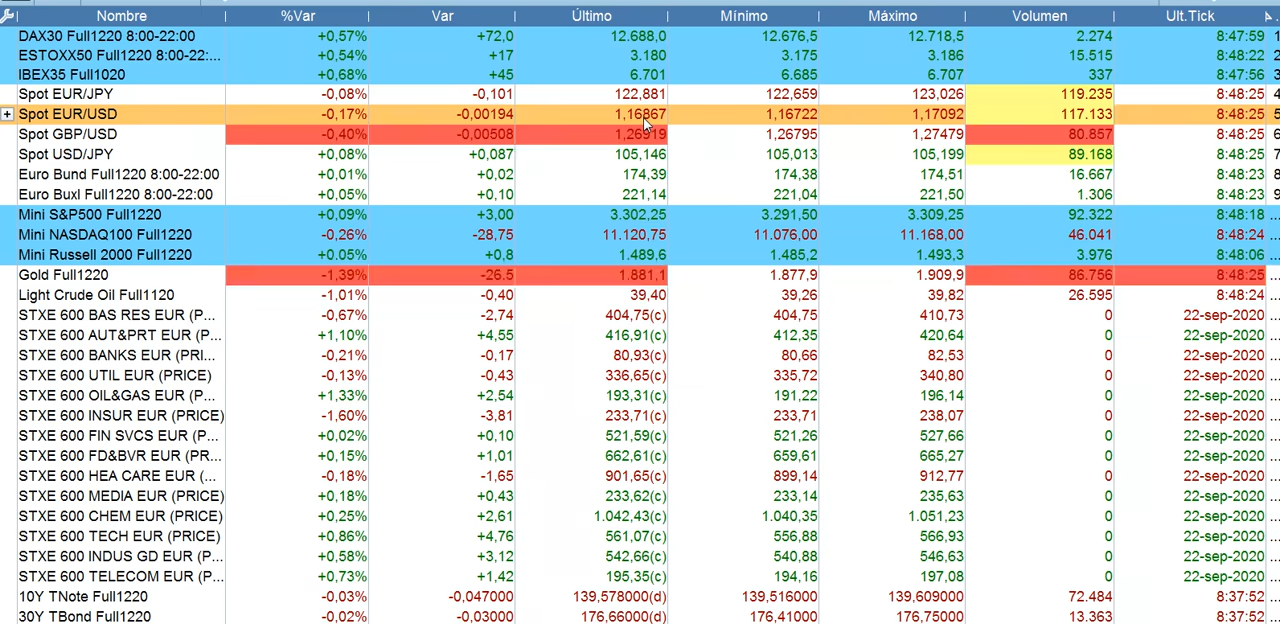 Nombre %Var Var Último Mínimo Máximo Volumen Ult.Tick
DAX30 Full1220 8:00-22:00 +0,57% +72,0 12.688,0 12.676,5 12.718,5 2.274 8:47:59 1
ESTOXX50 Full1220 8:00-22:... +0,54% +17 3.180 3.175 3.186 15.515 8:48:22 2
IBEX35 Full1020 +0,68% +45 6.701 6.685 6.707 337 8:47:56 3
Spot EUR/JPY -0,08% -0,101 122,881 122,659 123,026 119.235 8:48:25 4
Spot EUR/USD -0,17% -0,00194 1,16867 1,16722 1,17092 117.133 8:48:25 5
Spot GBP/USD -0,40% -0,00508 1,26919 1,26795 1,27479 80.857 8:48:25 6
Spot USD/JPY +0,08% +0,087 105,146 105,013 105,199 89.168 8:48:25 7
Euro Bund Full1220 8:00-22:00 +0,01% +0,02 174,39 174,38 174,51 16.667 8:48:23 8
Euro Buxl Full1220 8:00-22:00 +0,05% +0,10 221,14 221,04 221,50 1.306 8:48:23 9
Mini S&P500 Full1220 +0,09% +3,00 3.302,25 3.291,50 3.309,25 92.322 8:48:18 ...
Mini NASDAQ100 Full1220 -0,26% -28,75 11.120,75 11.076,00 11.168,00 46.041 8:48:24 ...
Mini Russell 2000 Full1220 +0.05% +0,8 1.489,6 1.485,2 1.493,3 3.976 8:48:06 ...
Gold Full1220 -1,39% -26.5 1.881,1 1.877,9 1.909,9 86.756 8:48:25 ...
Light Crude Oil Full1120 -1,01% -0,40 39,40 39,26 39,82 26.595 8:48:24 ...
STXE 600 BAS RES EUR (P... -0,67% -2,74 404,75(c) 404,75 410,73 0 22-sep-2020 ...
STXE 600 AUT&PRT EUR (P... +1,10% +4,55 416,91(c) 412,35 420,64 0 22-sep-2020 ...
STXE 600 BANKS EUR (PRI... -0,21% -0,17 80,93(c) 80,66 82,53 0 22-sep-2020 ...
STXE 600 UTIL EUR (PRICE) -0,13% -0,43 336,65(c) 335,72 340,80 0 22-sep-2020 ...
STXE 600 OIL&GAS EUR (P... +1,33% +2,54 193,31(c) 191,22 196,14 0 22-sep-2020 ...
STXE 600 INSUR EUR (PRICE) -1,60% -3,81 233,71(c) 233,71 238,07 0 22-sep-2020 ...
STXE 600 FIN SVCS EUR (P... +0,02% +0,10 521,59(c) 521,26 527,66 0 22-sep-2020 ...
STXE 600 FD&BVR EUR (PR... +0,15% +1,01 662,61(c) 659,61 665,27 0 22-sep-2020 ...
STXE 600 HEA CARE EUR (... -0,18% -1,65 901,65(c) 899,14 912,77 0 22-sep-2020 ...
STXE 600 MEDIA EUR (PRICE) +0,18% +0,43 233,62(c) 233,14 235,63 0 22-sep-2020 ...
STXE 600 CHEM EUR (PRICE) +0,25% +2,61 1.042,43(c) 1.040,35 1.051,23 0 22-sep-2020 ...
STXE 600 TECH EUR (PRICE) +0,86% +4,76 561,07(c) 556,88 566,93 0 22-sep-2020 ...
STXE 600 INDUS GD EUR (P... +0,58% +3,12 542,66(c) 540,88 546,63 0 22-sep-2020 ...
STXE 600 TELECOM EUR (P... +0,73% +1,42 195,35(c) 194,16 197,08 0 22-sep-2020 ...
10Y TNote Full1220 -0,03% -0,047000 139,578000(d) 139,516000 139,609000 72.484 8:37:52 ...
30Y TBond Full1220 -0,02% -0,03000 176,66000(d) 176,41000 176,75000 13.363 8:37:52 ...